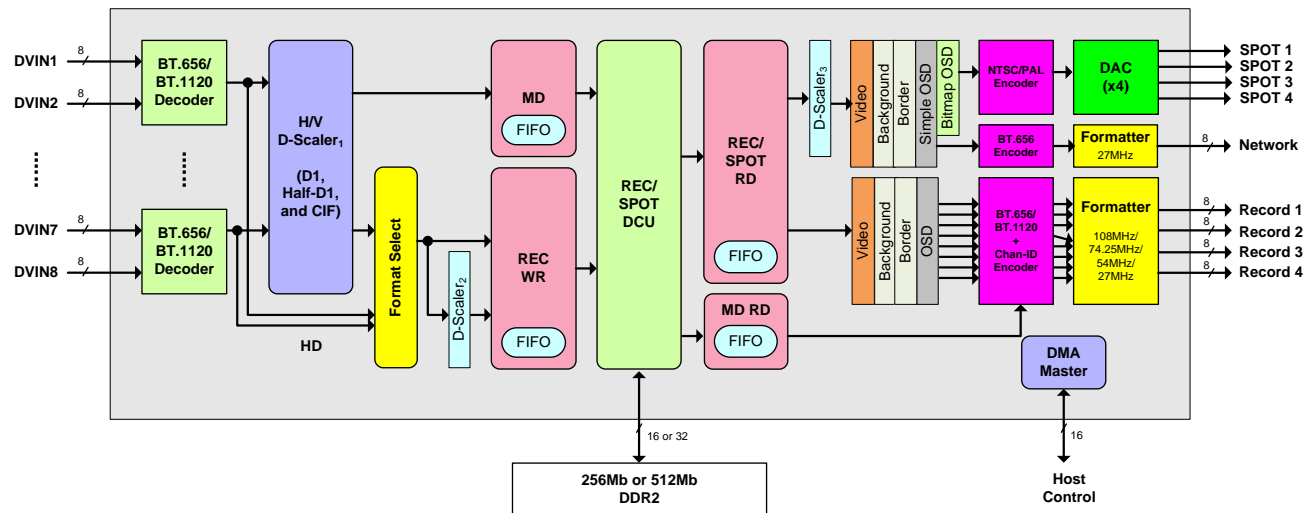 DVIN1
8
DVIN2
8
DVIN7
8
DVIN8
8
BT.656/
BT.1120
Decoder
BT.656/
BT.1120
Decoder
H/V
D-Scaler₁
(D1,
Half-D1,
and CIF)
HD
Format Select
D-Scaler₂
MD
FIFO
REC
WR
FIFO
REC/
SPOT
DCU
REC/
SPOT
RD
FIFO
MD RD
FIFO
D-Scaler₃
Video
Background
Border
Simple OSD
Bitmap OSD
Video
Background
Border
OSD
NTSC/PAL
Encoder
BT.656
Encoder
BT.656/
BT.1120
+
Chan-ID
Encoder
DAC
(x4)
Formatter
27MHz
Formatter
108MHz/
74.25MHz/
54MHz/
27MHz
SPOT 1
SPOT 2
SPOT 3
SPOT 4
8
Network
8
Record 1
8
Record 2
8
Record 3
8
Record 4
DMA
Master
16 or 32
16
256Mb or 512Mb
DDR2
Host
Control